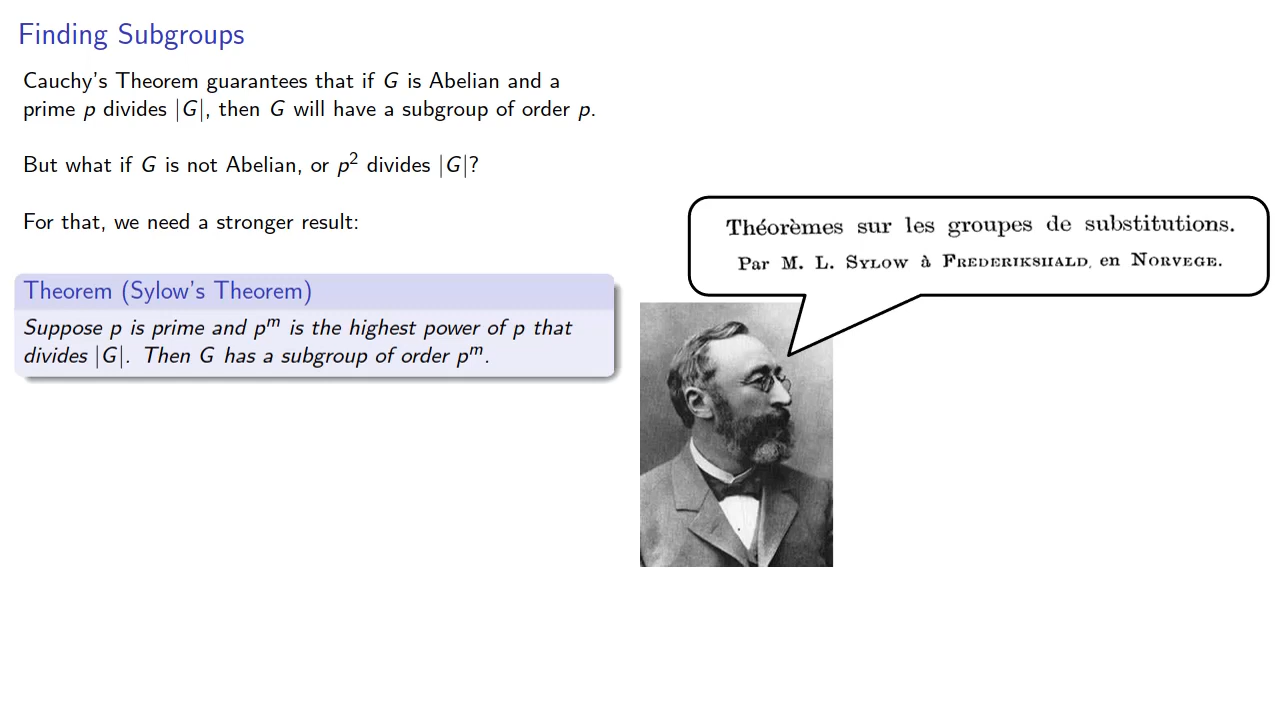 Finding Subgroups
Cauchy's Theorem guarantees that if G is Abelian and a
prime p divides |G|, then G will have a subgroup of order p.
But what if G is not Abelian, or p² divides |G|?
For that, we need a stronger result:
Théorèmes sur les groupes de substitutions.
Par M. L. Sylow à Frederikshald, en Norvege.
Theorem (Sylow's Theorem)
Suppose p is prime and pᵐ is the highest power of p that
divides |G|. Then G has a subgroup of order pᵐ.